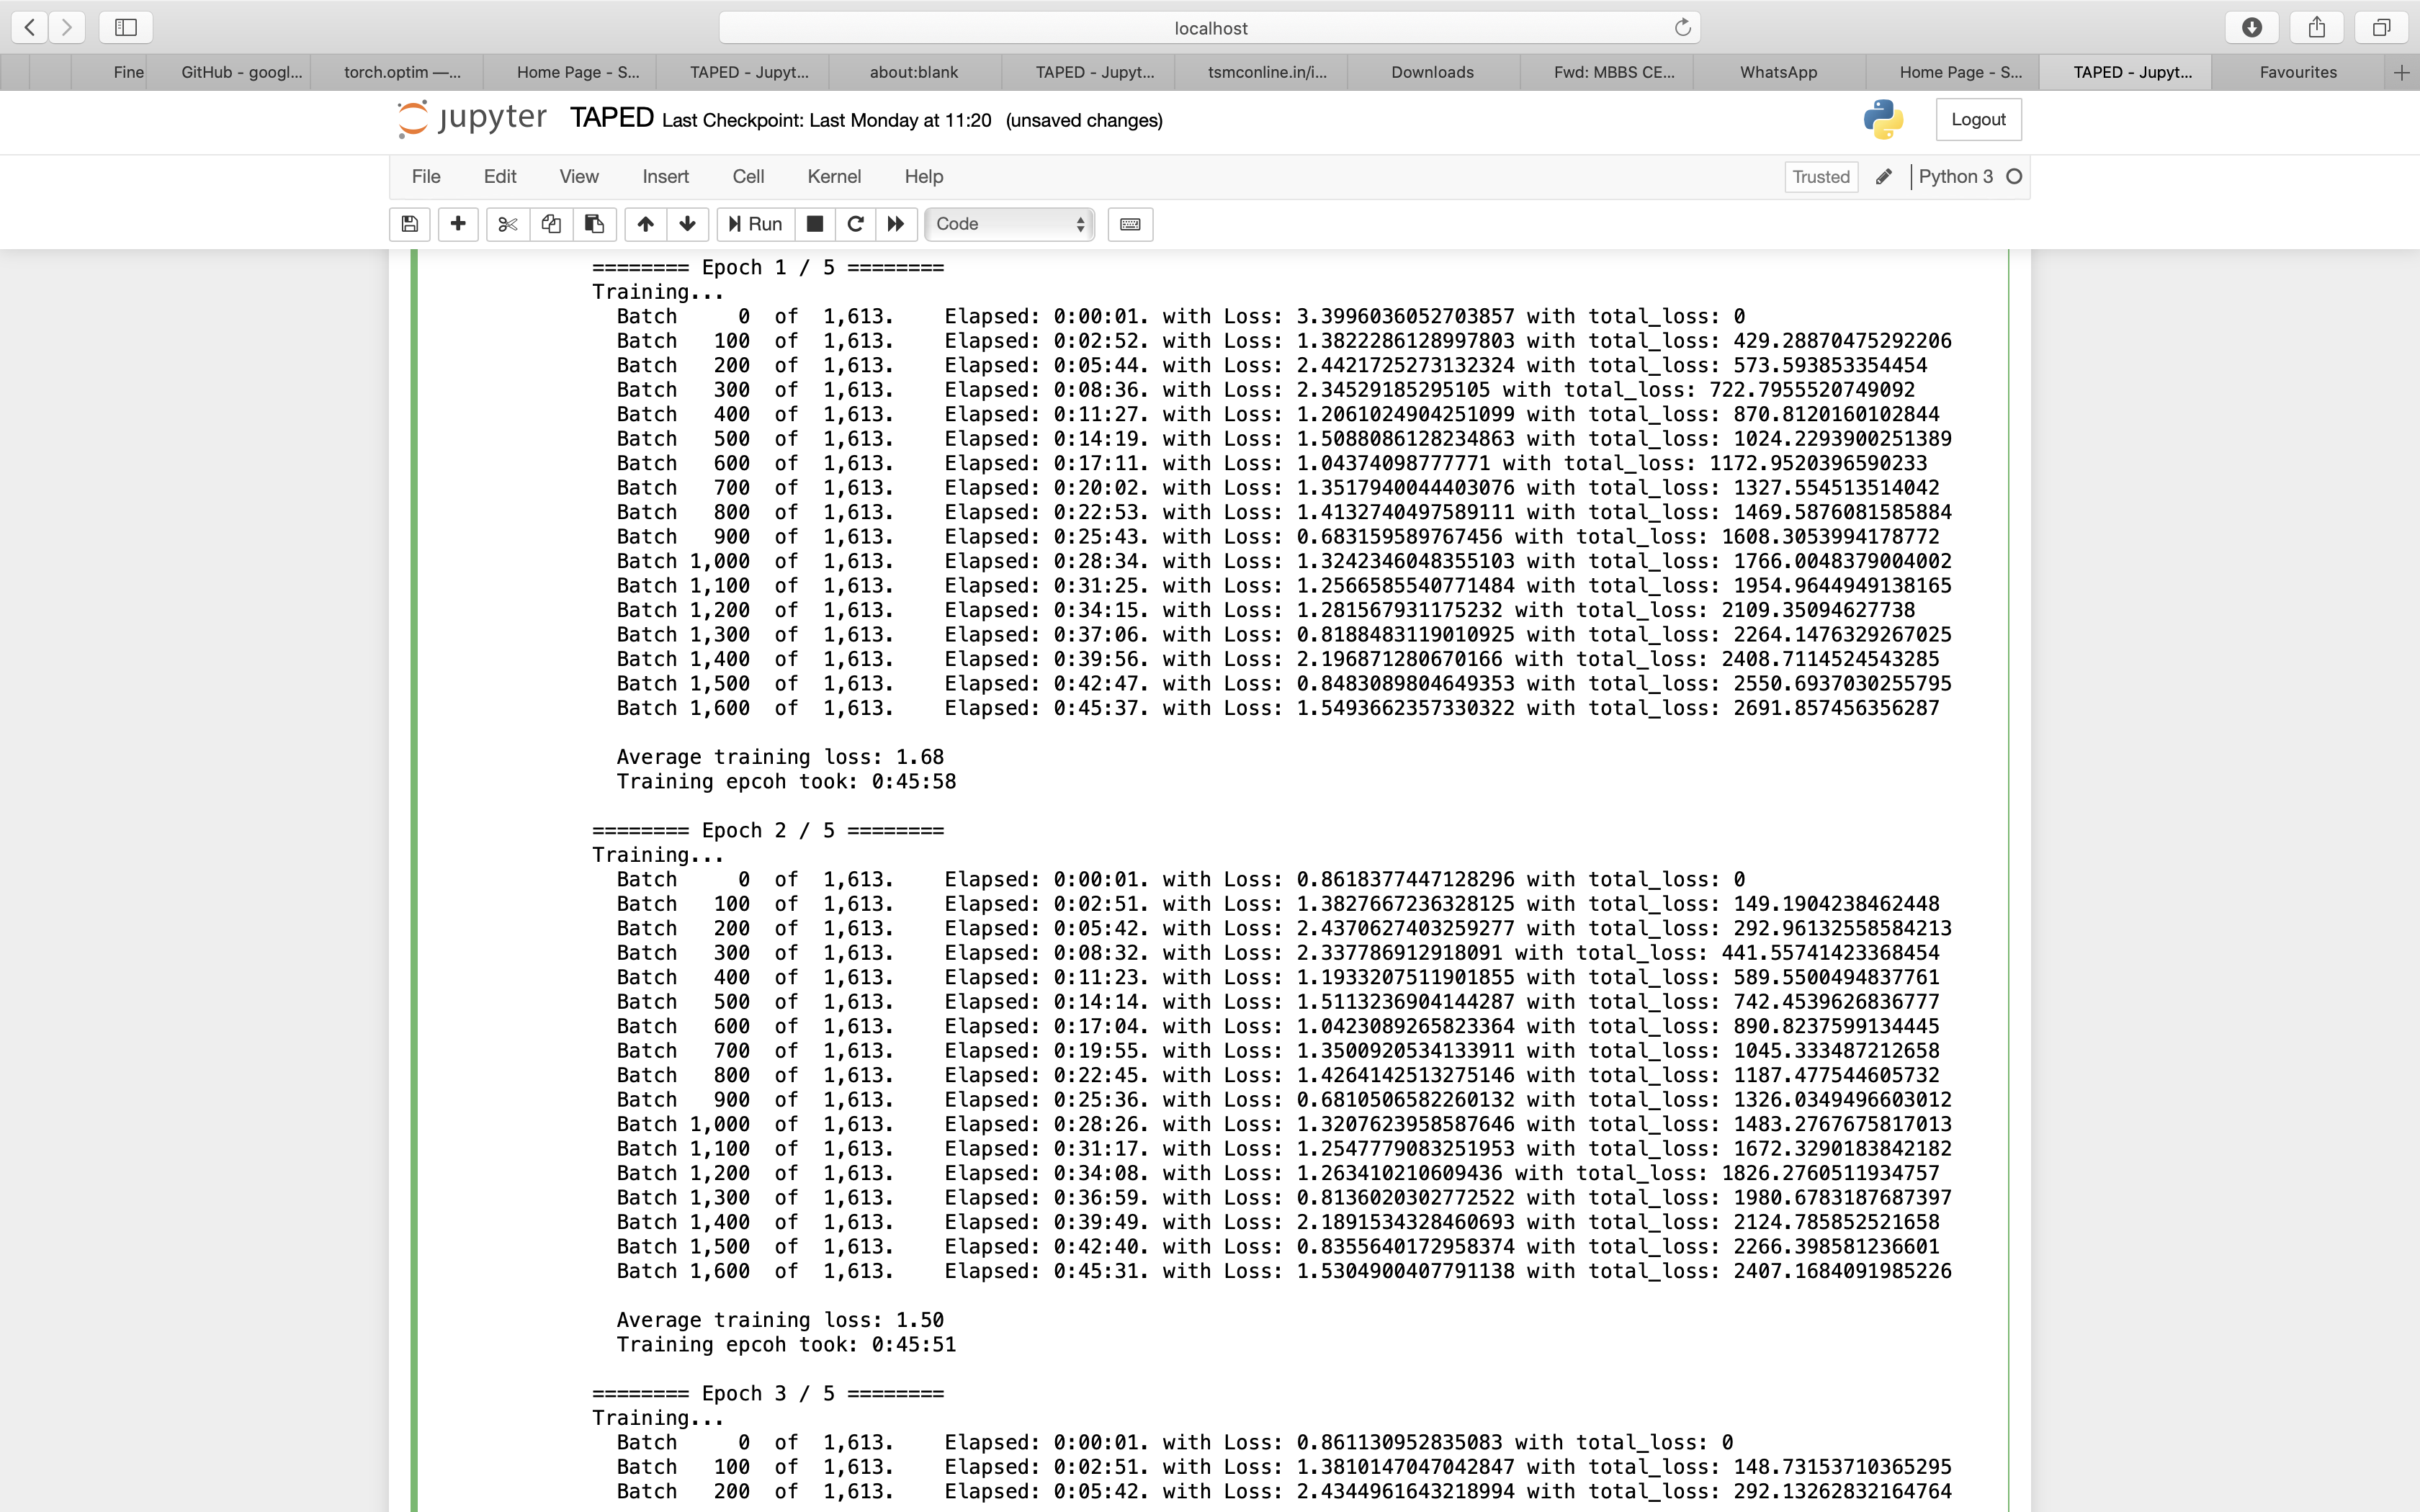 localhost
Fine
GitHub - googl...
torch.optim —...
Home Page - S...
TAPED - Jupyt...
about:blank
TAPED - Jupyt...
tsmconline.in/i...
Downloads
Fwd: MBBS CE...
WhatsApp
Home Page - S...
TAPED - Jupyt...
Favourites
jupyter TAPED Last Checkpoint: Last Monday at 11:20 (unsaved changes)
Logout
File Edit View Insert Cell Kernel Help
Trusted
Python 3
Run
Code
======== Epoch 1 / 5 ========
Training...
Batch 0 of 1,613. Elapsed: 0:00:01. with Loss: 3.3996036052703857 with total_loss: 0
Batch 100 of 1,613. Elapsed: 0:02:52. with Loss: 1.3822286128997803 with total_loss: 429.28870475292206
Batch 200 of 1,613. Elapsed: 0:05:44. with Loss: 2.4421725273132324 with total_loss: 573.593853354454
Batch 300 of 1,613. Elapsed: 0:08:36. with Loss: 2.34529185295105 with total_loss: 722.7955520749092
Batch 400 of 1,613. Elapsed: 0:11:27. with Loss: 1.2061024904251099 with total_loss: 870.8120160102844
Batch 500 of 1,613. Elapsed: 0:14:19. with Loss: 1.5088086128234863 with total_loss: 1024.2293900251389
Batch 600 of 1,613. Elapsed: 0:17:11. with Loss: 1.04374098777771 with total_loss: 1172.9520396590233
Batch 700 of 1,613. Elapsed: 0:20:02. with Loss: 1.3517940044403076 with total_loss: 1327.554513514042
Batch 800 of 1,613. Elapsed: 0:22:53. with Loss: 1.4132740497589111 with total_loss: 1469.5876081585884
Batch 900 of 1,613. Elapsed: 0:25:43. with Loss: 0.683159589767456 with total_loss: 1608.3053994178772
Batch 1,000 of 1,613. Elapsed: 0:28:34. with Loss: 1.3242346048355103 with total_loss: 1766.0048379004002
Batch 1,100 of 1,613. Elapsed: 0:31:25. with Loss: 1.2566585540771484 with total_loss: 1954.9644949138165
Batch 1,200 of 1,613. Elapsed: 0:34:15. with Loss: 1.281567931175232 with total_loss: 2109.35094627738
Batch 1,300 of 1,613. Elapsed: 0:37:06. with Loss: 0.8188483119010925 with total_loss: 2264.1476329267025
Batch 1,400 of 1,613. Elapsed: 0:39:56. with Loss: 2.196871280670166 with total_loss: 2408.7114524543285
Batch 1,500 of 1,613. Elapsed: 0:42:47. with Loss: 0.8483089804649353 with total_loss: 2550.6937030255795
Batch 1,600 of 1,613. Elapsed: 0:45:37. with Loss: 1.5493662357330322 with total_loss: 2691.857456356287
Average training loss: 1.68
Training epcoh took: 0:45:58
======== Epoch 2 / 5 ========
Training...
Batch 0 of 1,613. Elapsed: 0:00:01. with Loss: 0.8618377447128296 with total_loss: 0
Batch 100 of 1,613. Elapsed: 0:02:51. with Loss: 1.3827667236328125 with total_loss: 149.1904238462448
Batch 200 of 1,613. Elapsed: 0:05:42. with Loss: 2.4370627403259277 with total_loss: 292.96132558584213
Batch 300 of 1,613. Elapsed: 0:08:32. with Loss: 2.337786912918091 with total_loss: 441.55741423368454
Batch 400 of 1,613. Elapsed: 0:11:23. with Loss: 1.1933207511901855 with total_loss: 589.5500494837761
Batch 500 of 1,613. Elapsed: 0:14:14. with Loss: 1.5113236904144287 with total_loss: 742.4539626836777
Batch 600 of 1,613. Elapsed: 0:17:04. with Loss: 1.0423089265823364 with total_loss: 890.8237599134445
Batch 700 of 1,613. Elapsed: 0:19:55. with Loss: 1.3500920534133911 with total_loss: 1045.333487212658
Batch 800 of 1,613. Elapsed: 0:22:45. with Loss: 1.4264142513275146 with total_loss: 1187.477544605732
Batch 900 of 1,613. Elapsed: 0:25:36. with Loss: 0.6810506582260132 with total_loss: 1326.0349496603012
Batch 1,000 of 1,613. Elapsed: 0:28:26. with Loss: 1.3207623958587646 with total_loss: 1483.2767675817013
Batch 1,100 of 1,613. Elapsed: 0:31:17. with Loss: 1.2547779083251953 with total_loss: 1672.3290183842182
Batch 1,200 of 1,613. Elapsed: 0:34:08. with Loss: 1.263410210609436 with total_loss: 1826.2760511934757
Batch 1,300 of 1,613. Elapsed: 0:36:59. with Loss: 0.8136020302772522 with total_loss: 1980.6783187687397
Batch 1,400 of 1,613. Elapsed: 0:39:49. with Loss: 2.1891534328460693 with total_loss: 2124.785852521658
Batch 1,500 of 1,613. Elapsed: 0:42:40. with Loss: 0.8355640172958374 with total_loss: 2266.398581236601
Batch 1,600 of 1,613. Elapsed: 0:45:31. with Loss: 1.5304900407791138 with total_loss: 2407.1684091985226
Average training loss: 1.50
Training epcoh took: 0:45:51
======== Epoch 3 / 5 ========
Training...
Batch 0 of 1,613. Elapsed: 0:00:01. with Loss: 0.861130952835083 with total_loss: 0
Batch 100 of 1,613. Elapsed: 0:02:51. with Loss: 1.3810147047042847 with total_loss: 148.73153710365295
Batch 200 of 1,613. Elapsed: 0:05:42. with Loss: 2.4344961643218994 with total_loss: 292.13262832164764